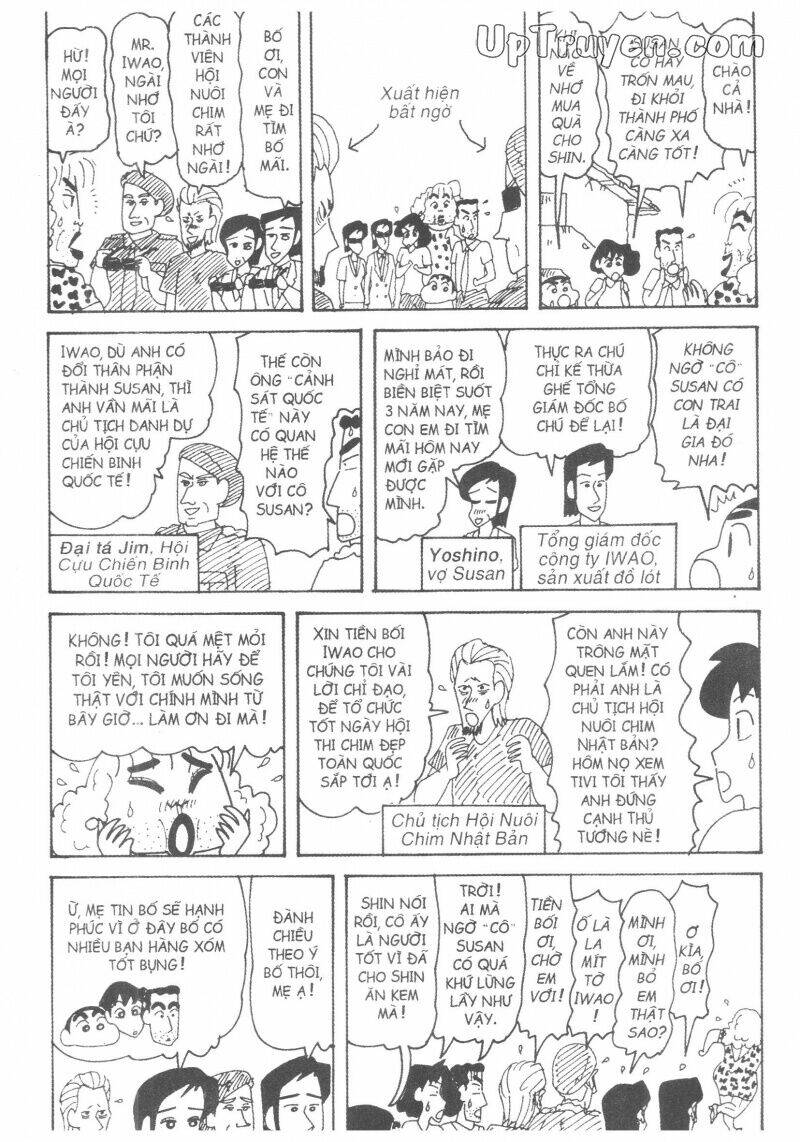 UpTruyen.com
CHÀO
CẢ
NHÀ!
CÔ HÃY
TRỐN MAU,
ĐI KHỎI
THÀNH PHỐ
CÀNG XA
CÀNG TỐT!
KHI
VỀ
NHỚ
MUA
QUÀ
CHO
SHIN.
Xuất hiện
bất ngờ
BỐ
ƠI,
CON
VÀ
MẸ ĐI
TÌM
BỐ
MÃI.
CÁC
THÀNH
VIÊN
HỘI
NUÔI
CHIM
RẤT
NHỚ
NGÀI!
MR.
IWAO,
NGÀI
NHỚ
TÔI
CHỨ?
HỪ!
MỌI
NGƯỜI
ĐẤY
À?
KHÔNG
NGỜ "CÔ"
SUSAN CÓ
CON TRAI
LÀ ĐẠI
GIA ĐÓ
NHA!
THỰC RA CHÚ
CHỈ KẾ THỪA
GHẾ TỔNG
GIÁM ĐỐC BỐ
CHÚ ĐỂ LẠI!
Tổng giám đốc
công ty IWAO,
sản xuất đồ lót
MÌNH BẢO ĐI
NGHỈ MÁT, RỒI
BIỀN BIỆT SUỐT
3 NĂM NAY, MẸ
CON EM ĐI TÌM
MÃI HÔM NAY
MỚI GẶP
ĐƯỢC
MÌNH.
Yoshino,
vợ Susan
THẾ CÒN
ÔNG "CẢNH
SÁT QUỐC
TẾ" NÀY
CÓ QUAN
HỆ THẾ
NÀO
VỚI CÔ
SUSAN?
IWAO, DÙ ANH CÓ
ĐỔI THÂN PHẬN
THÀNH SUSAN, THÌ
ANH VẪN MÃI LÀ
CHỦ TỊCH DANH DỰ
CỦA HỘI CỰU
CHIẾN BINH
QUỐC TẾ!
Đại tá Jim, Hội
Cựu Chiến Binh
Quốc Tế
CÒN ANH NÀY
TRÔNG MẶT
QUEN LẮM! CÓ
PHẢI ANH LÀ
CHỦ TỊCH HỘI
NUÔI CHIM
NHẬT BẢN?
HÔM NỌ XEM
TIVI TÔI THẤY
ANH ĐỨNG
CẠNH THỦ
TƯỚNG NÈ!
XIN TIỀN BỐI
IWAO CHO
CHÚNG TÔI VÀI
LỜI CHỈ ĐẠO,
ĐỂ TỔ CHỨC
TỐT NGÀY HỘI
THI CHIM ĐẸP
TOÀN QUỐC
SẮP TỚI Ạ!
Chủ tịch Hội Nuôi
Chim Nhật Bản
KHÔNG! TÔI QUÁ MỆT MỎI
RỒI! MỌI NGƯỜI HÃY ĐỂ
TÔI YÊN, TÔI MUỐN SỐNG
THẬT VỚI CHÍNH MÌNH TỪ
BÂY GIỜ... LÀM ƠN ĐI MÀ!
Ơ
KÌA,
BỐ
ƠI!
MÌNH
ƠI,
MÌNH
BỎ
EM
THẬT
SAO?
Ố LÀ
LA
MÍT
TỜ
IWAO
!
TIỀN
BỐI
ƠI,
CHỜ
EM
VỚI!
TRỜI!
AI MÀ
NGỜ "CÔ"
SUSAN
CÓ QUÁ
KHỨ LỪNG
LẪY NHƯ
VẬY.
SHIN NÓI
RỒI, CÔ ẤY
LÀ NGƯỜI
TỐT VÌ ĐÃ
CHO SHIN
ĂN KEM
MÀ!
ĐÀNH
CHIỀU
THEO Ý
BỐ THÔI,
MẸ Ạ!
Ừ, MẸ TIN BỐ SẼ HẠNH
PHÚC VÌ Ở ĐÂY BỐ CÓ
NHIỀU BẠN HÀNG XÓM
TỐT BỤNG!